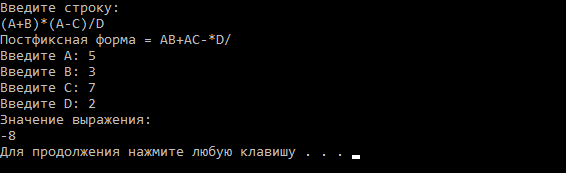 Введите строку:
(A+B)*(A-C)/D
Постфиксная форма = AB+AC-*D/
Введите A: 5
Введите B: 3
Введите C: 7
Введите D: 2
Значение выражения:
-8
Для продолжения нажмите любую клавишу . . .